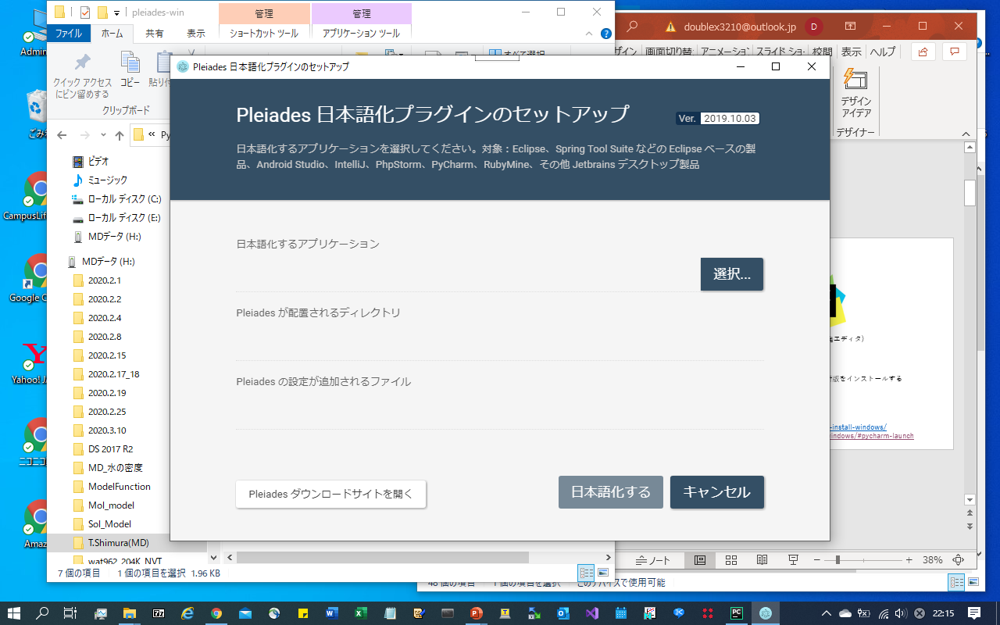 Admin
ごみ
CampusLif
Google C
Yahoo! J
ニコニコ
Amaz
pleiades-win
管理
管理
ファイル
ホーム
共有
表示
ショートカット ツール
アプリケーション ツール
クイック アクセス
にピン留めする
コピー
貼り付
クリップボード
すべて選択
« Py
ビデオ
ミュージック
ローカル ディスク (C:)
ローカル ディスク (E:)
MDデータ (H:)
MDデータ (H:)
2020.2.1
2020.2.2
2020.2.4
2020.2.8
2020.2.15
2020.2.17_18
2020.2.19
2020.2.25
2020.3.10
DS 2017 R2
MD_水の密度
ModelFunction
Mol_model
Sol_Model
T.Shimura(MD)
wat962_204K_NVT
7 個の項目
1 個の項目を選択 1.96 KB
Pleiades 日本語化プラグインのセットアップ
Pleiades 日本語化プラグインのセットアップ
Ver. 2019.10.03
日本語化するアプリケーションを選択してください。対象：Eclipse、Spring Tool Suite などの Eclipse ベースの製
品、Android Studio、IntelliJ、PhpStorm、PyCharm、RubyMine、その他 Jetbrains デスクトップ製品
日本語化するアプリケーション
選択...
Pleiades が配置されるディレクトリ
Pleiades の設定が追加されるファイル
Pleiades ダウンロードサイトを開く
日本語化する
キャンセル
doublex3210@outlook.jp
D
ザイン
画面切り替:
アニメーション
スライド ショー
校閲
表示
ヘルプ
デザイン
アイデア
デザイナー
エディタ)
版をインストールする
-install-windows/
indows/#pycharm-launch
ノート
38%
48 個の項目
1 個の項目を選択
このデバイスで使用可能
22:15